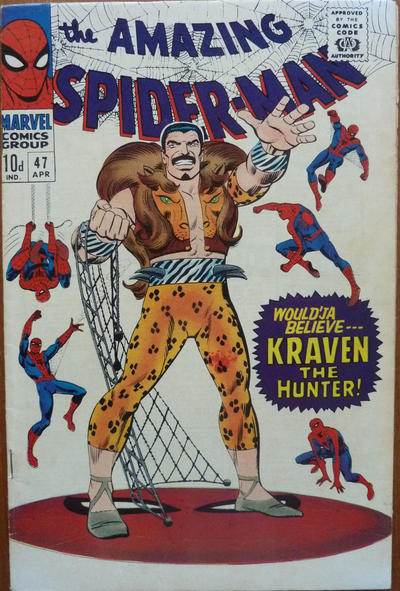 the AMAZING
SPIDER-MAN
APPROVED
BY THE
COMICS
CODE
CA
AUTHORITY
MARVEL
COMICS
GROUP
10d
IND.
47
APR
WOULD'JA
BELIEVE---
KRAVEN
THE
HUNTER!